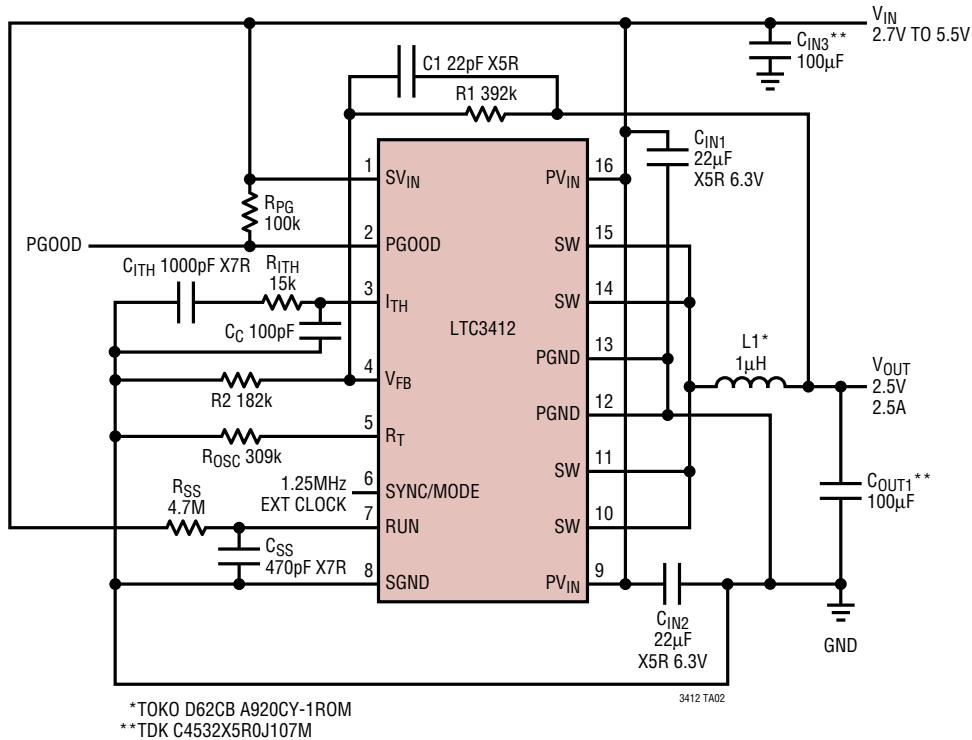 VIN
2.7V TO 5.5V
CIN3**
100µF
C1 22pF X5R
R1 392k
CIN1
22µF
X5R 6.3V
1
SVIN
PVIN
16
RPG
100k
PGOOD
2
PGOOD
SW
15
CITH 1000pF X7R
RITH
15k
3
ITH
SW
14
CC 100pF
LTC3412
PGND
13
L1*
1µH
VOUT
2.5V
2.5A
4
VFB
R2 182k
PGND
12
5
RT
ROSC 309k
SW
11
1.25MHz
EXT CLOCK
6
SYNC/MODE
COUT1**
100µF
RSS
4.7M
7
RUN
SW
10
CSS
470pF X7R
8
SGND
PVIN
9
CIN2
22µF
X5R 6.3V
GND
3412 TA02
*TOKO D62CB A920CY-1ROM
**TDK C4532X5R0J107M